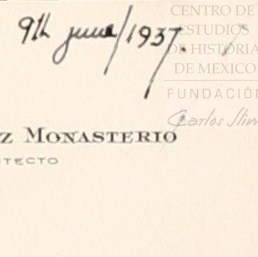 9th june/1937.
CENTRO DE
ESTUDIOS
DE HISTORIA
DE MEXICO
FUNDACIÓN
Carlos Slim
Z MONASTERIO
ITECTO